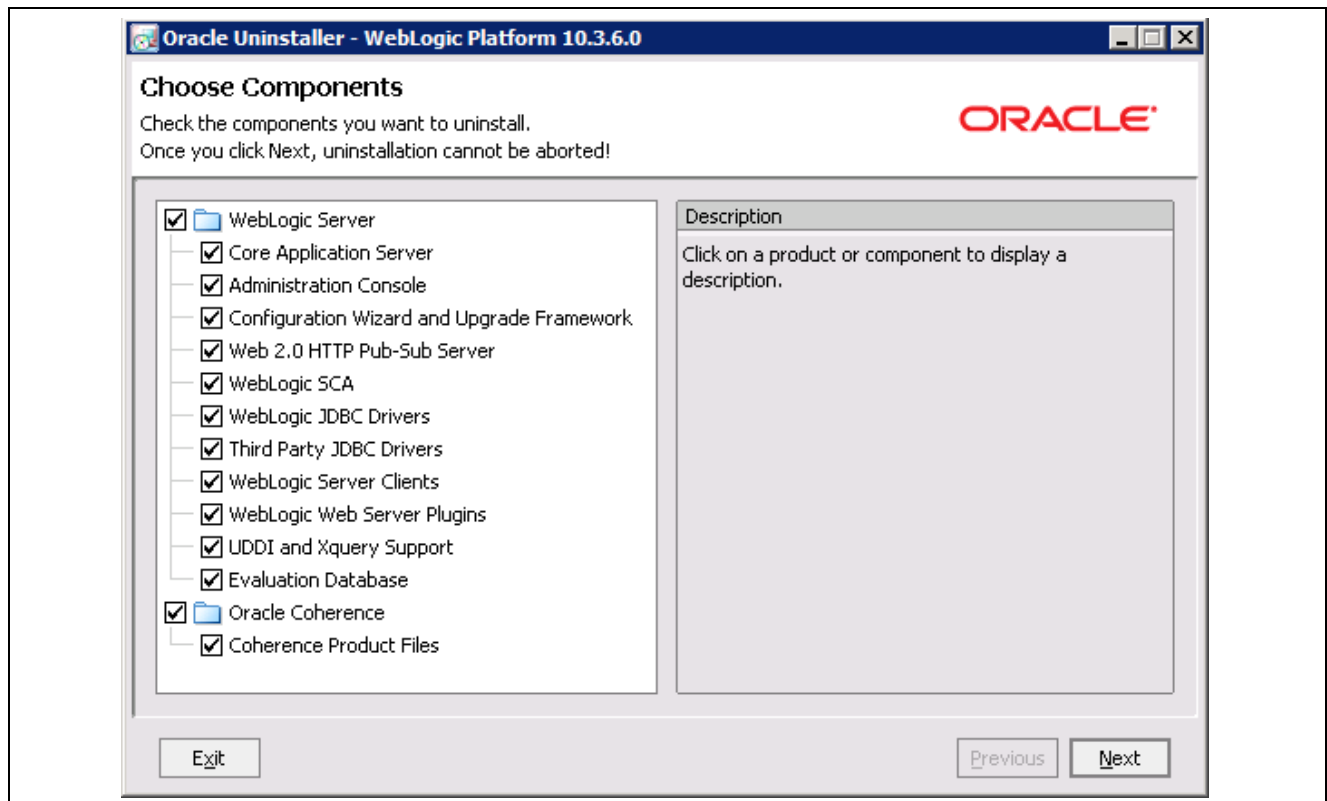 Oracle Uninstaller - WebLogic Platform 10.3.6.0
Choose Components
Check the components you want to uninstall.
Once you click Next, uninstallation cannot be aborted!
ORACLE
WebLogic Server
Core Application Server
Administration Console
Configuration Wizard and Upgrade Framework
Web 2.0 HTTP Pub-Sub Server
WebLogic SCA
WebLogic JDBC Drivers
Third Party JDBC Drivers
WebLogic Server Clients
WebLogic Web Server Plugins
UDDI and Xquery Support
Evaluation Database
Oracle Coherence
Coherence Product Files
Description
Click on a product or component to display a
description.
Exit
Previous
Next